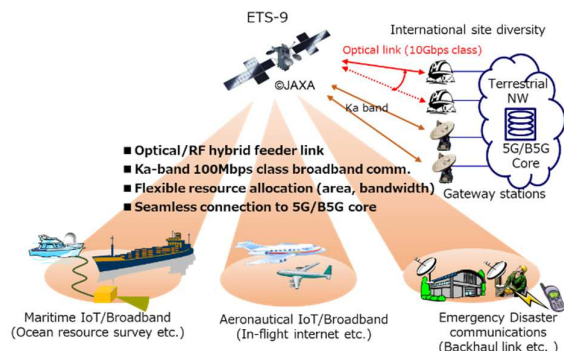 ETS-9
International site diversity
Optical link (10Gbps class)
©JAXA
Terrestrial
NW
Ka band
5G/B5G
Core
Gateway stations
■ Optical/RF hybrid feeder link
■ Ka-band 100Mbps class broadband comm.
■ Flexible resource allocation (area, bandwidth)
■ Seamless connection to 5G/B5G core
Maritime IoT/Broadband
(Ocean resource survey etc.)
Aeronautical IoT/Broadband
(In-flight internet etc.)
Emergency Disaster
communications
(Backhaul link etc. )